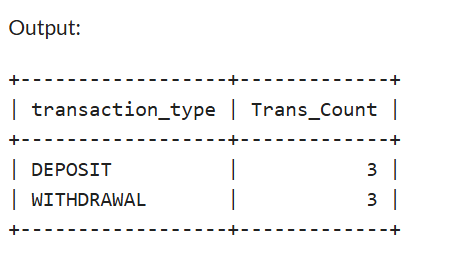 Output:
+------------------+-------------+
| transaction_type | Trans_Count |
+------------------+-------------+
| DEPOSIT          |           3 |
| WITHDRAWAL       |           3 |
+------------------+-------------+